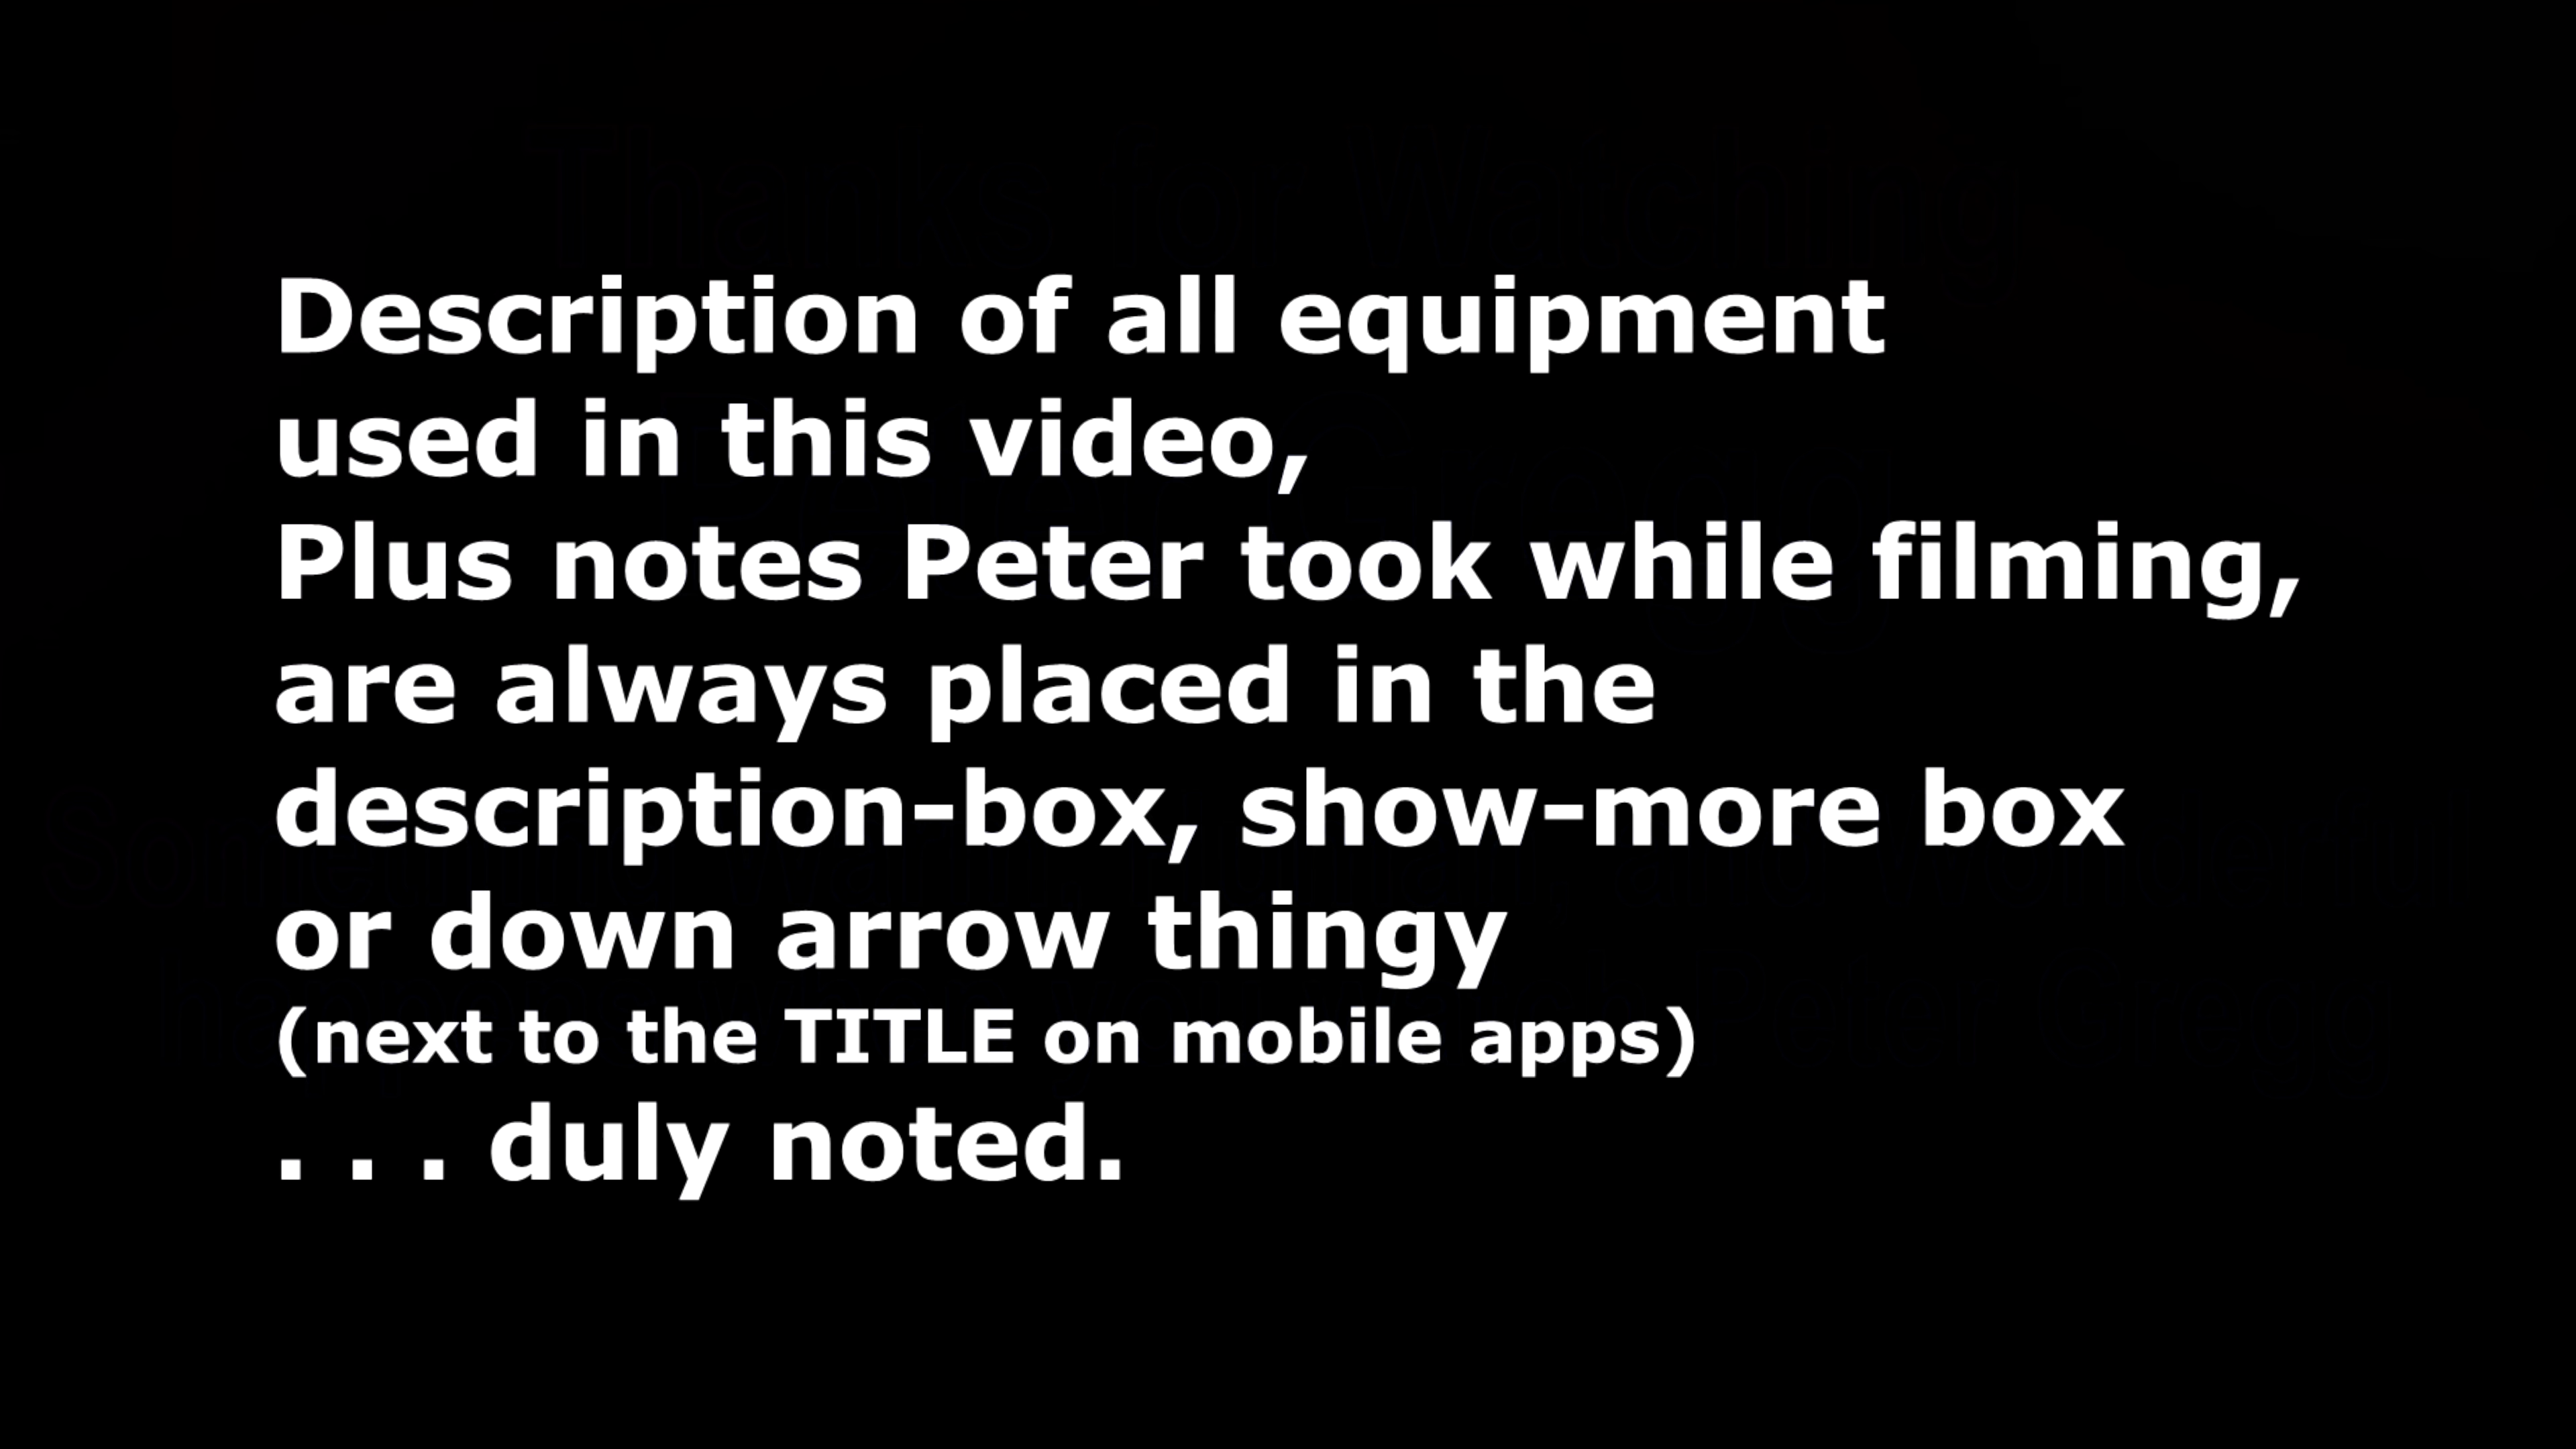 Description of all equipment
used in this video,
Plus notes Peter took while filming,
are always placed in the
description-box, show-more box
or down arrow thingy
(next to the TITLE on mobile apps)
. . . duly noted.